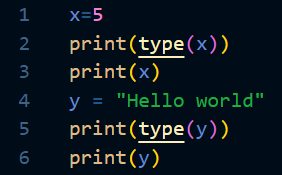 1 x=5
2 print(type(x))
3 print(x)
4 y = "Hello world"
5 print(type(y))
6 print(y)